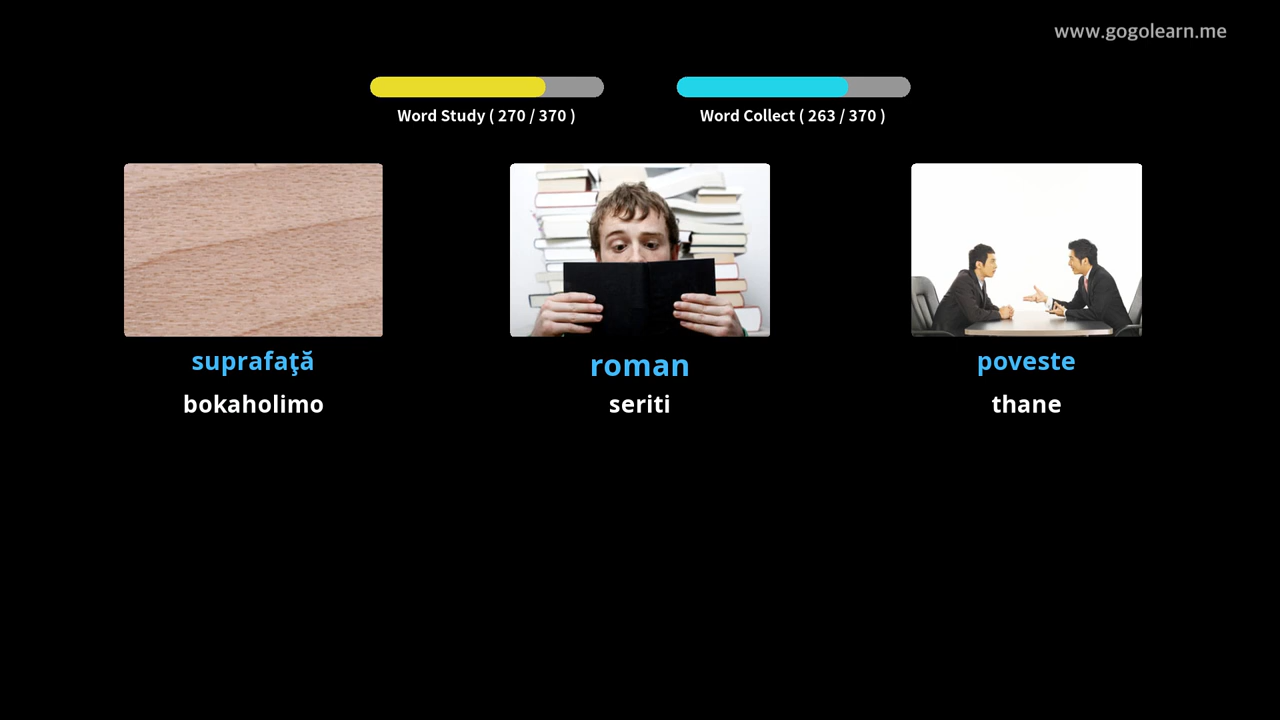 www.gogolearn.me
Word Study ( 270 / 370 )
Word Collect ( 263 / 370 )
suprafaţă
roman
poveste
bokaholimo
seriti
thane